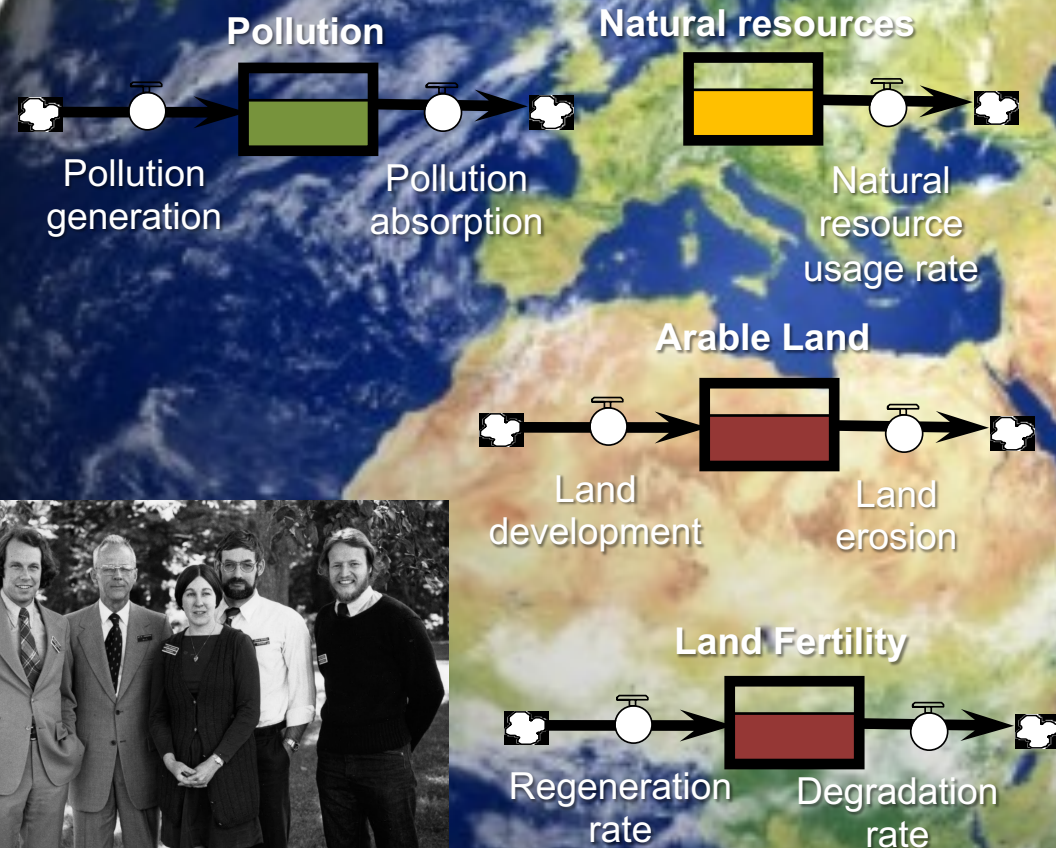 Pollution
Natural resources
Pollution
generation
Pollution
absorption
Natural
resource
usage rate
Arable Land
Land
development
Land
erosion
Land Fertility
Regeneration
rate
Degradation
rate